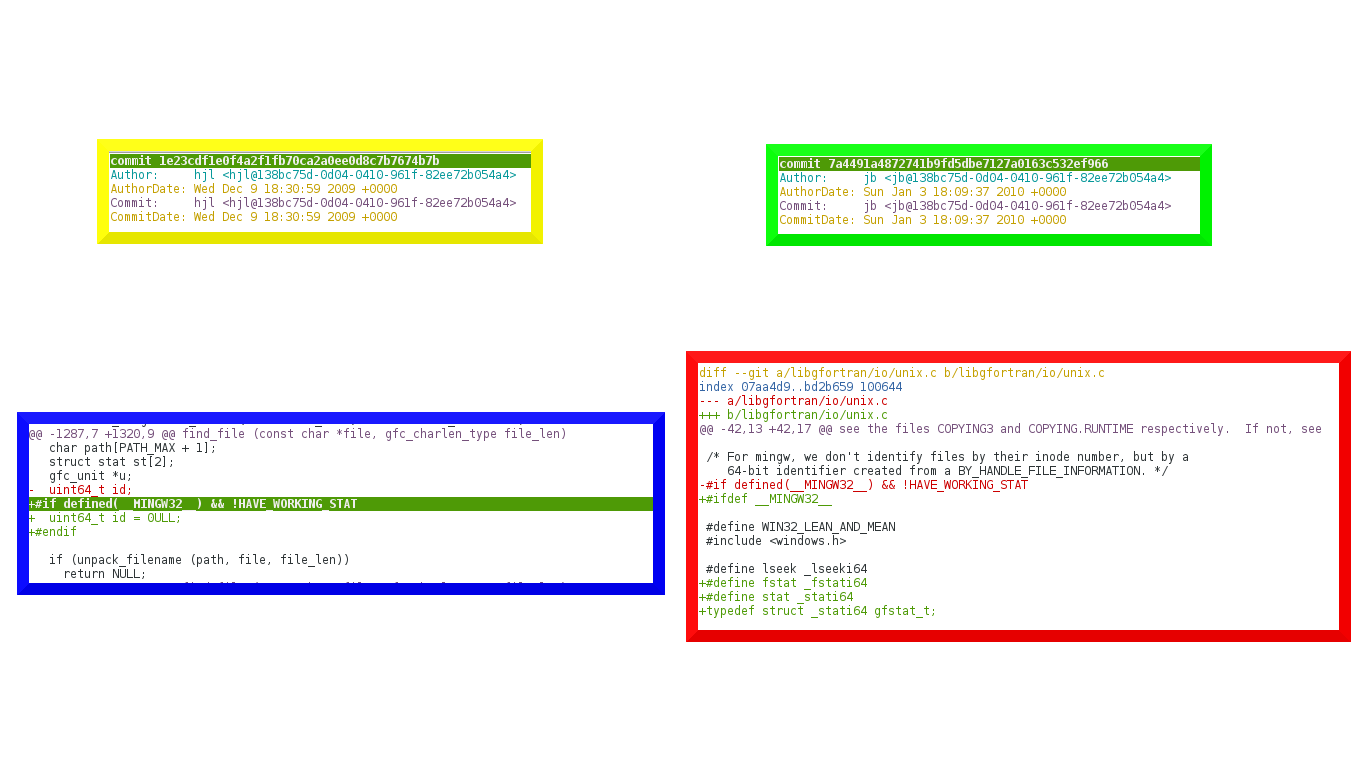 commit 1e23cdf1e0f4a2f1fb70ca2a0ee0d8c7b7674b7b
Author:     hjl <hjl@138bc75d-0d04-0410-961f-82ee72b054a4>
AuthorDate: Wed Dec 9 18:30:59 2009 +0000
Commit:     hjl <hjl@138bc75d-0d04-0410-961f-82ee72b054a4>
CommitDate: Wed Dec 9 18:30:59 2009 +0000
commit 7a4491a4872741b9fd5dbe7127a0163c532ef966
Author:     jb <jb@138bc75d-0d04-0410-961f-82ee72b054a4>
AuthorDate: Sun Jan 3 18:09:37 2010 +0000
Commit:     jb <jb@138bc75d-0d04-0410-961f-82ee72b054a4>
CommitDate: Sun Jan 3 18:09:37 2010 +0000
@@ -1287,7 +1320,9 @@ find_file (const char *file, gfc_charlen_type file_len)
   char path[PATH_MAX + 1];
   struct stat st[2];
   gfc_unit *u;
-  uint64_t id;
+#if defined(__MINGW32__) && !HAVE_WORKING_STAT
+  uint64_t id = 0ULL;
+#endif
   if (unpack_filename (path, file, file_len))
     return NULL;
diff --git a/libgfortran/io/unix.c b/libgfortran/io/unix.c
index 07aa4d9..bd2b659 100644
--- a/libgfortran/io/unix.c
+++ b/libgfortran/io/unix.c
@@ -42,13 +42,17 @@ see the files COPYING3 and COPYING.RUNTIME respectively.  If not, see
 /* For mingw, we don't identify files by their inode number, but by a
    64-bit identifier created from a BY_HANDLE_FILE_INFORMATION. */
-#if defined(__MINGW32__) && !HAVE_WORKING_STAT
+#ifdef __MINGW32__
 #define WIN32_LEAN_AND_MEAN
 #include <windows.h>
 #define lseek _lseeki64
+#define fstat _fstati64
+#define stat _stati64
+typedef struct _stati64 gfstat_t;